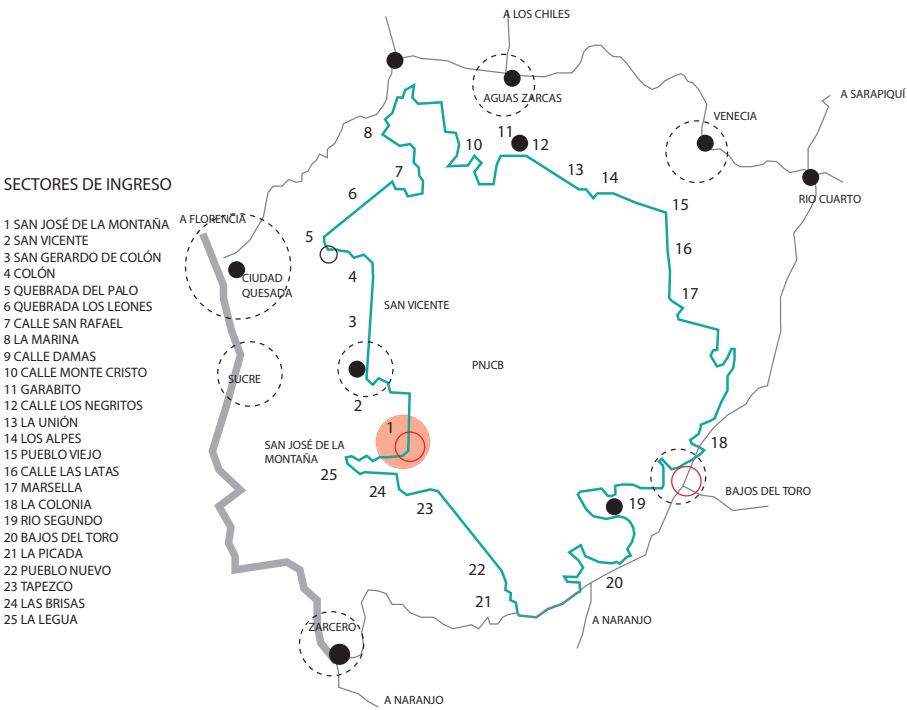 SECTORES DE INGRESO
1 SAN JOSÉ DE LA MONTAÑA
2 SAN VICENTE
3 SAN GERARDO DE COLÓN
4 COLÓN
5 QUEBRADA DEL PALO
6 QUEBRADA LOS LEONES
7 CALLE SAN RAFAEL
8 LA MARINA
9 CALLE DAMAS
10 CALLE MONTE CRISTO
11 GARABITO
12 CALLE LOS NEGRITOS
13 LA UNIÓN
14 LOS ALPES
15 PUEBLO VIEJO
16 CALLE LAS LATAS
17 MARSELLA
18 LA COLONIA
19 RIO SEGUNDO
20 BAJOS DEL TORO
21 LA PICADA
22 PUEBLO NUEVO
23 TAPEZCO
24 LAS BRISAS
25 LA LEGUA
A LOS CHILES
AGUAS ZARCAS
A SARAPIQUÍ
VENECIA
RIO CUARTO
A FLORENCIA
CIUDAD
QUESADA
SAN VICENTE
PNJCB
SUCRE
SAN JOSÉ DE LA
MONTAÑA
BAJOS DEL TORO
A NARANJO
ZARCERO
A NARANJO
8
7
6
5
4
3
2
1
10
11
12
13
14
15
16
17
18
19
20
21
22
23
24
25